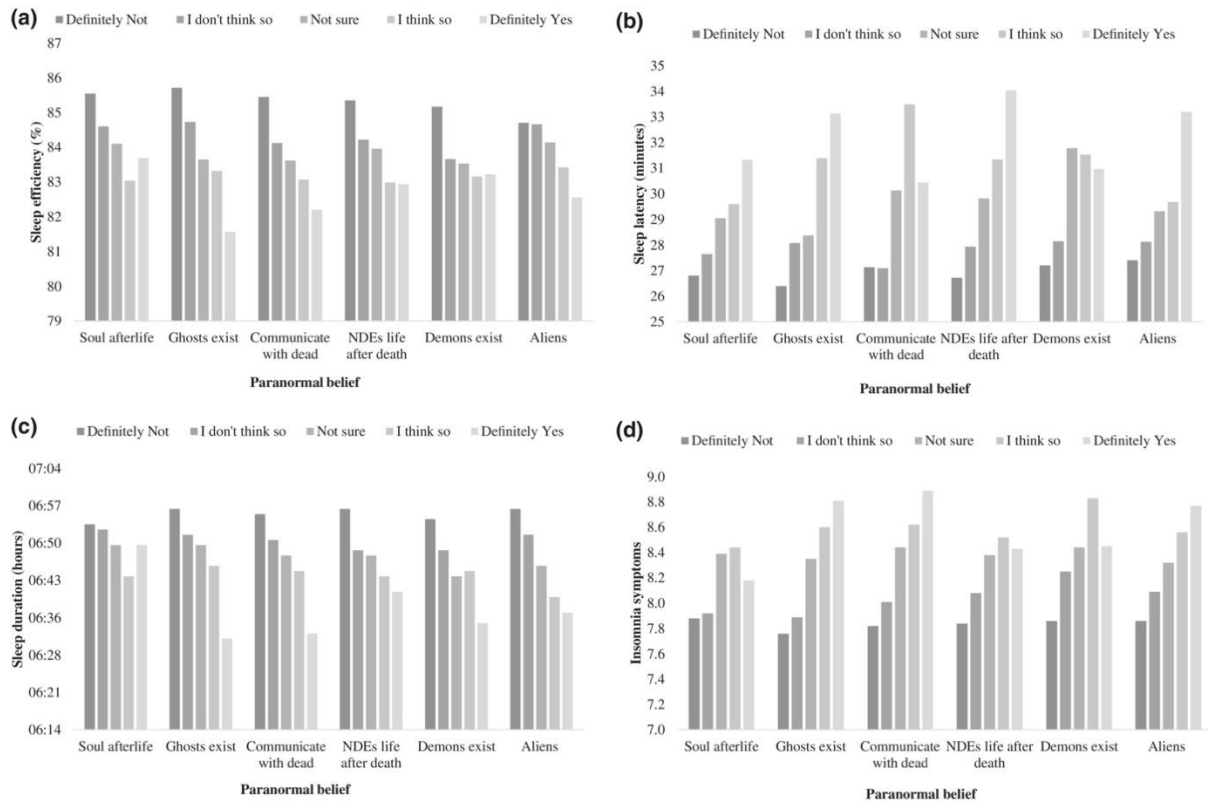 (a)
Definitely Not I don't think so Not sure I think so Definitely Yes
87
86
85
84
83
82
81
80
79
Sleep efficiency (%)
Soul afterlife Ghosts exist Communicate with dead NDEs life after death Demons exist Aliens
Paranormal belief
(b)
Definitely Not I don't think so Not sure I think so Definitely Yes
35
34
33
32
31
30
29
28
27
26
25
Sleep latency (minutes)
Soul afterlife Ghosts exist Communicate with dead NDEs life after death Demons exist Aliens
Paranormal belief
(c)
Definitely Not I don't think so Not sure I think so Definitely Yes
07:04
06:57
06:50
06:43
06:36
06:28
06:21
06:14
Sleep duration (hours)
Soul afterlife Ghosts exist Communicate with dead NDEs life after death Demons exist Aliens
Paranormal belief
(d)
Definitely Not I don't think so Not sure I think so Definitely Yes
9.0
8.8
8.6
8.4
8.2
8.0
7.8
7.6
7.4
7.2
7.0
Insomnia symptoms
Soul afterlife Ghosts exist Communicate with dead NDEs life after death Demons exist Aliens
Paranormal belief